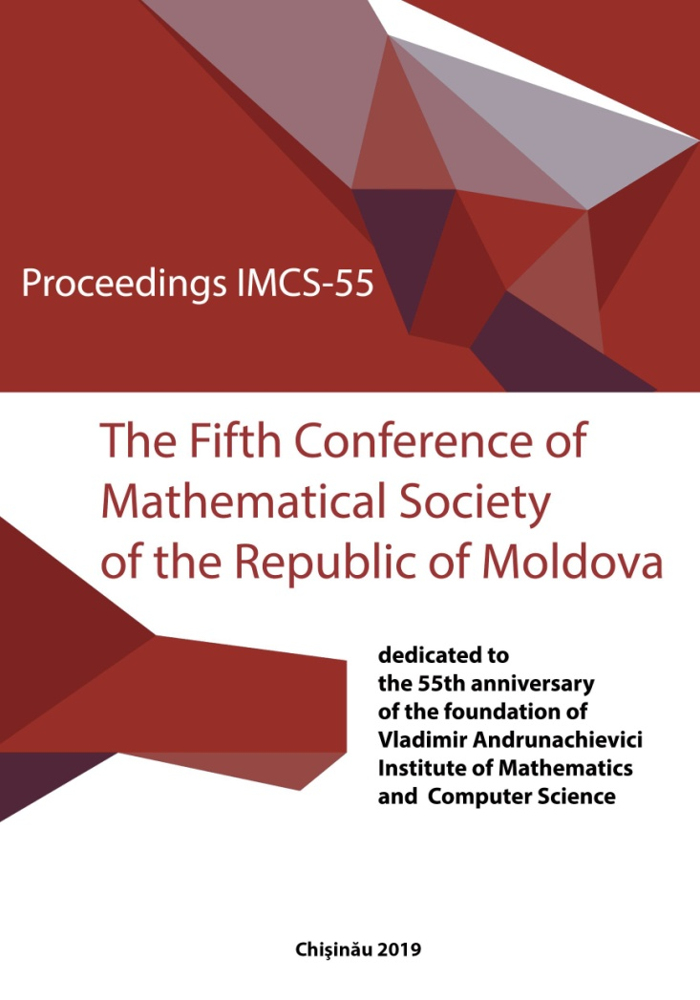 Proceedings IMCS-55
The Fifth Conference of
Mathematical Society
of the Republic of Moldova
dedicated to
the 55th anniversary
of the foundation of
Vladimir Andrunachievici
Institute of Mathematics
and Computer Science
Chişinău 2019